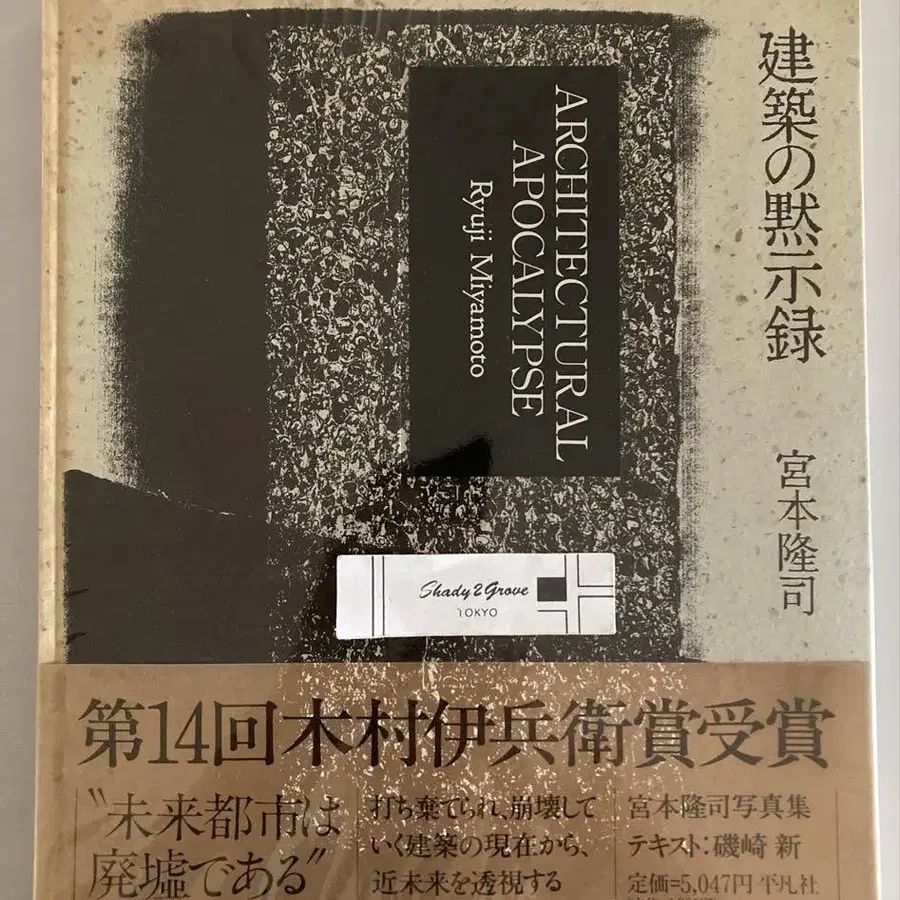 建築の黙示録
宮本隆司
ARCHITECTURAL
APOCALYPSE
Ryuji Miyamoto
Shady 2 Grove
TOKYO
第14回木村伊兵衛賞受賞
"未来都市は
廃墟である"
打ち棄てられ、崩壊して
いく建築の現在から、
近未来を透視する
宮本隆司写真集
テキスト:磯崎 新
定価=5,047円 平凡社